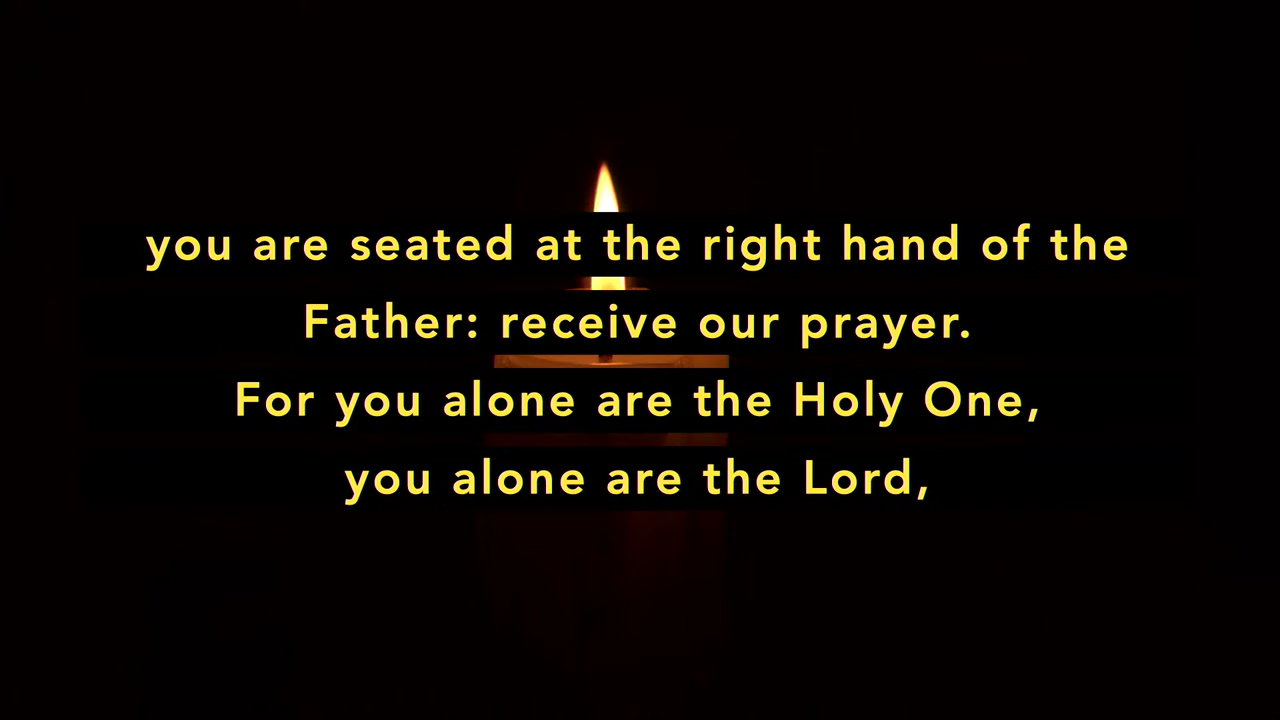 you are seated at the right hand of the
Father: receive our prayer.
For you alone are the Holy One,
you alone are the Lord,